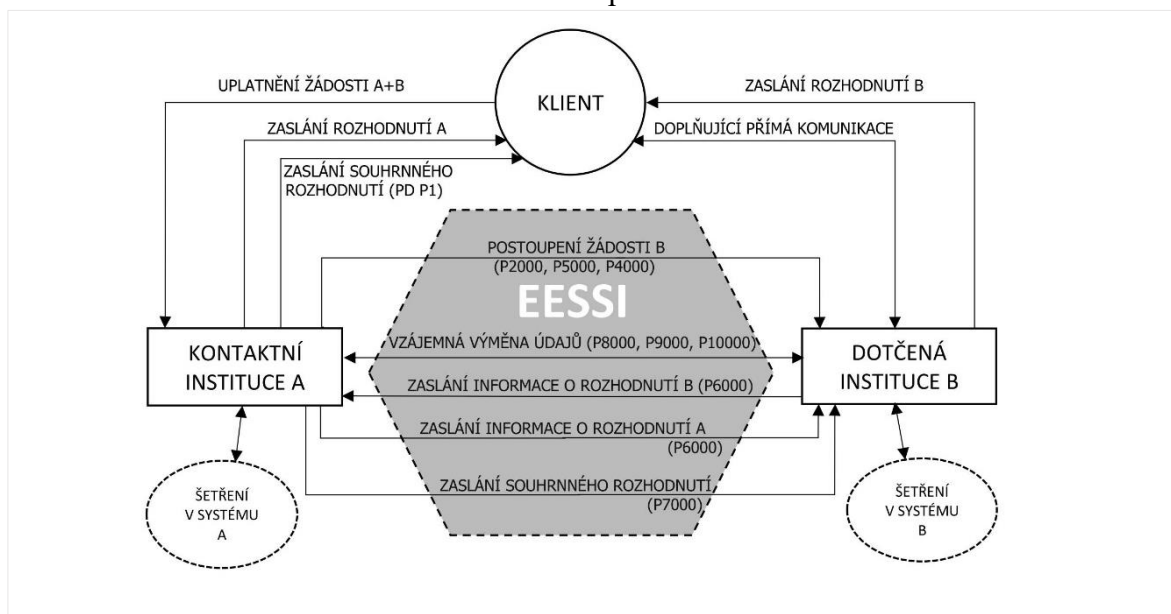 UPLATNĚNÍ ŽÁDOSTI A+B
ZASLÁNÍ ROZHODNUTÍ A
ZASLÁNÍ SOUHRNNÉHO
ROZHODNUTÍ (PD P1)
KLIENT
ZASLÁNÍ ROZHODNUTÍ B
DOPLŇUJÍCÍ PŘÍMÁ KOMUNIKACE
POSTOUPENÍ ŽÁDOSTI B
(P2000, P5000, P4000)
EESSI
KONTAKTNÍ
INSTITUCE A
VZÁJEMNÁ VÝMĚNA ÚDAJŮ (P8000, P9000, P10000)
ZASLÁNÍ INFORMACE O ROZHODNUTÍ B (P6000)
ZASLÁNÍ INFORMACE O ROZHODNUTÍ A
(P6000)
ZASLÁNÍ SOUHRNNÉHO ROZHODNUTÍ
(P7000)
DOTČENÁ
INSTITUCE B
ŠETŘENÍ
V SYSTÉMU
A
ŠETŘENÍ
V SYSTÉMU
B